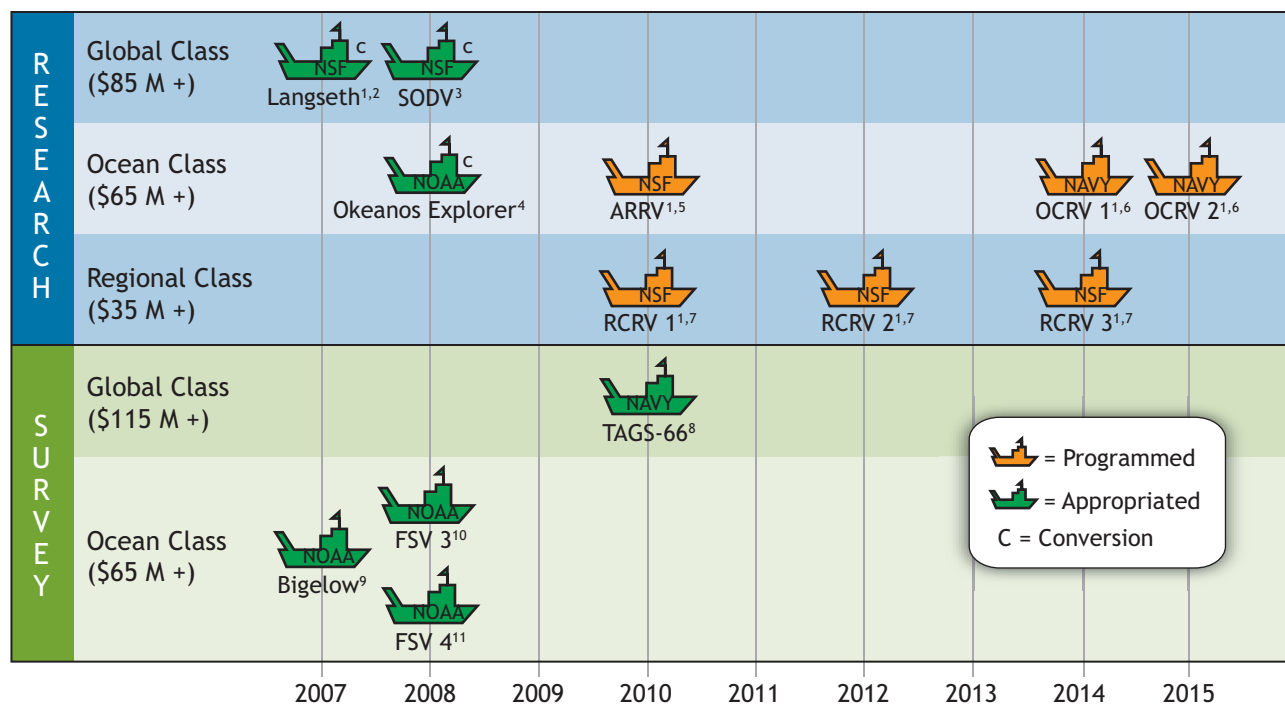 RESEARCH
Global Class
($85 M +)
NSF
C
Langseth1,2
NSF
C
SODV3
Ocean Class
($65 M +)
NOAA
C
Okeanos Explorer4
NSF
ARRV1,5
NAVY
OCRV 11,6
NAVY
OCRV 21,6
Regional Class
($35 M +)
NSF
RCRV 11,7
NSF
RCRV 21,7
NSF
RCRV 31,7
SURVEY
Global Class
($115 M +)
NAVY
TAGS-668
Ocean Class
($65 M +)
NOAA
Bigelow9
NOAA
FSV 310
NOAA
FSV 411
= Programmed
= Appropriated
C = Conversion
2007 2008 2009 2010 2011 2012 2013 2014 2015